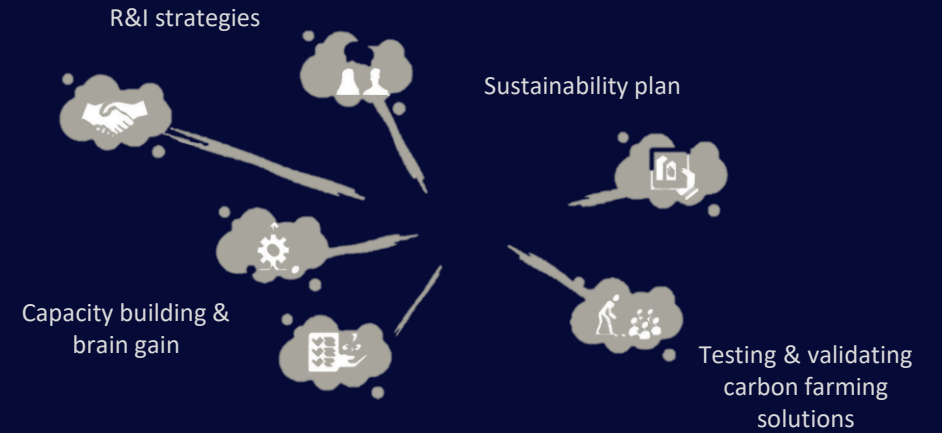 R&I strategies
Sustainability plan
Capacity building &
brain gain
Testing & validating
carbon farming
solutions